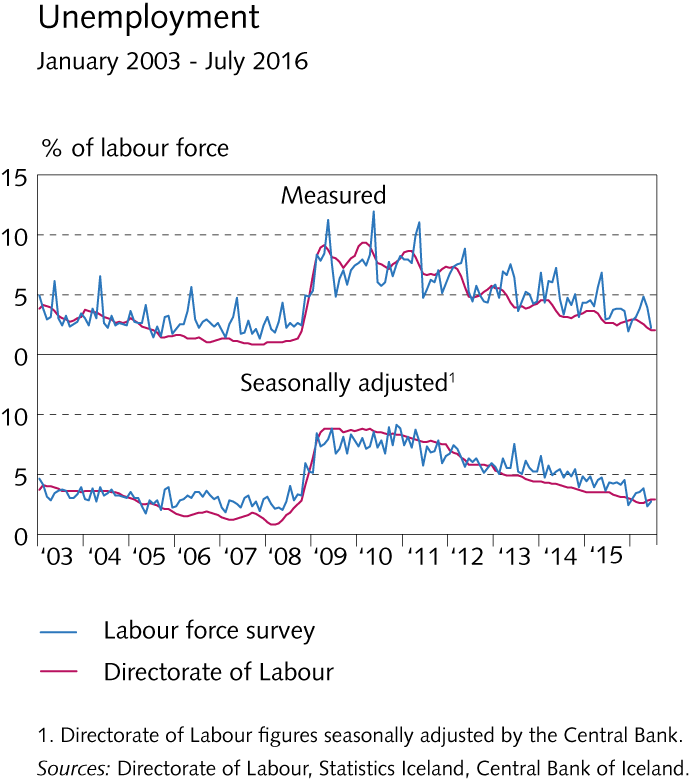 Unemployment
January 2003 - July 2016
% of labour force
15
Measured
10
5
0
Seasonally adjusted¹
10
5
0
‘03 ‘04 ‘05 ‘06 ‘07 ‘08 ‘09 ‘10 ‘11 ‘12 ‘13 ‘14 ‘15
Labour force survey
Directorate of Labour
1. Directorate of Labour figures seasonally adjusted by the Central Bank.
Sources: Directorate of Labour, Statistics Iceland, Central Bank of Iceland.